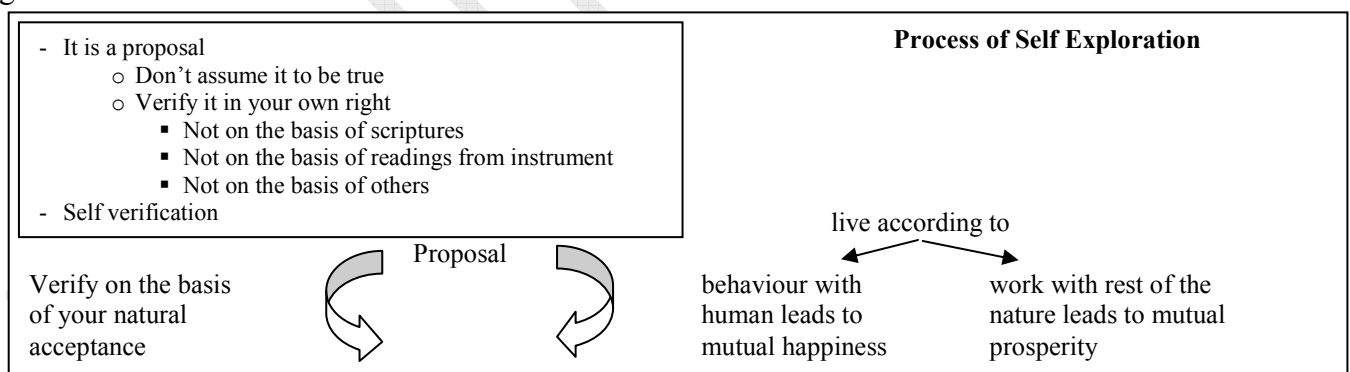 - It is a proposal
o Don’t assume it to be true
o Verify it in your own right
▪ Not on the basis of scriptures
▪ Not on the basis of readings from instrument
▪ Not on the basis of others
- Self verification
Process of Self Exploration
Proposal
Verify on the basis
of your natural
acceptance
live according to
behaviour with
human leads to
mutual happiness
work with rest of the
nature leads to mutual
prosperity